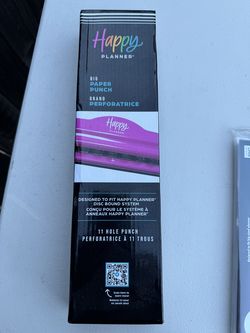 Happy
PLANNER®
BIG
PAPER
PUNCH
GRAND
PERFORATRICE
Happy
DESIGNED TO FIT HAPPY PLANNER®
DISC BOUND SYSTEM
CONÇU POUR LE SYSTÈME À
ANNEAUX HAPPY PLANNER®
11 HOLE PUNCH
PERFORATRICE À 11 TROUS